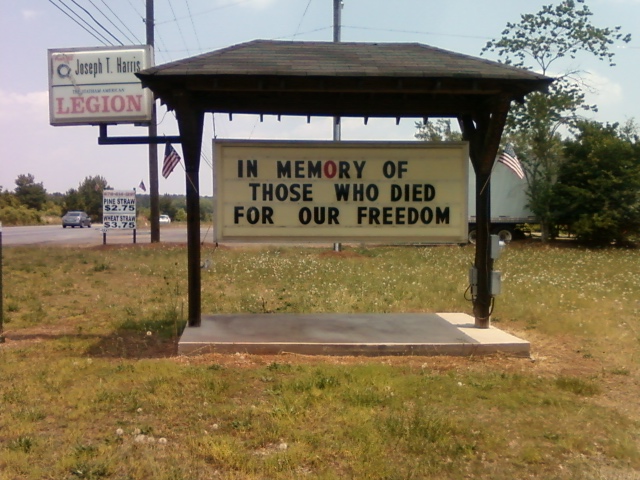 Joseph T. Harris
LEGION
IN MEMORY OF
THOSE WHO DIED
FOR OUR FREEDOM
PINE STRAW
$2.75
WHEAT STRAW
$3.75